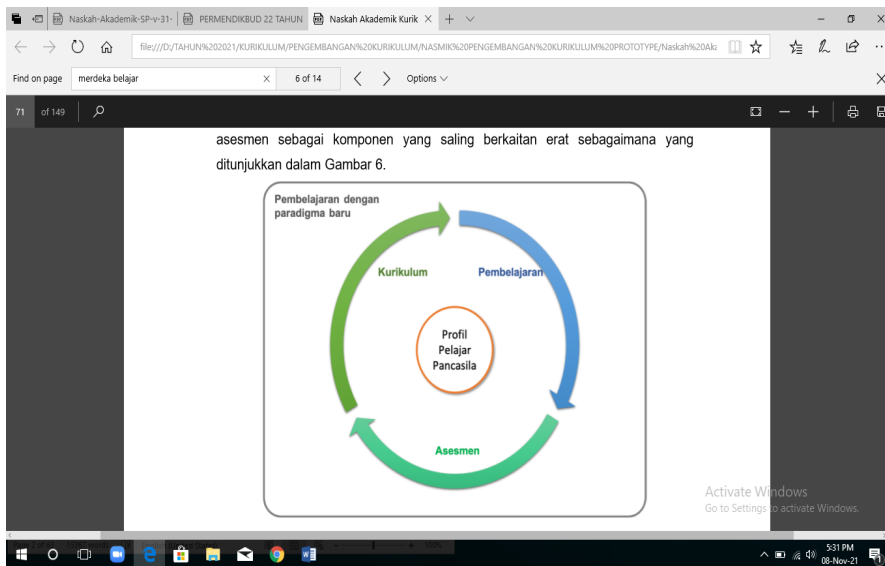 Naskah-Akademik-SP-v-31-
PERMENDIKBUD 22 TAHUN
Naskah Akademik Kurik
file:///D:/TAHUN%202021/KURIKULUM/PENGEMBANGAN%20KURIKULUM/NASMIK%20PENGEMBANGAN%20KURIKULUM%20PROTOTYPE/Naskah%20Aka
Find on page merdeka belajar 6 of 14 Options
71 of 149
asesmen sebagai komponen yang saling berkaitan erat sebagaimana yang
ditunjukkan dalam Gambar 6.
Pembelajaran dengan
paradigma baru
Kurikulum
Pembelajaran
Profil
Pelajar
Pancasila
Asesmen
Activate Windows
Go to Settings to activate Windows.
5:31 PM
08-Nov-21